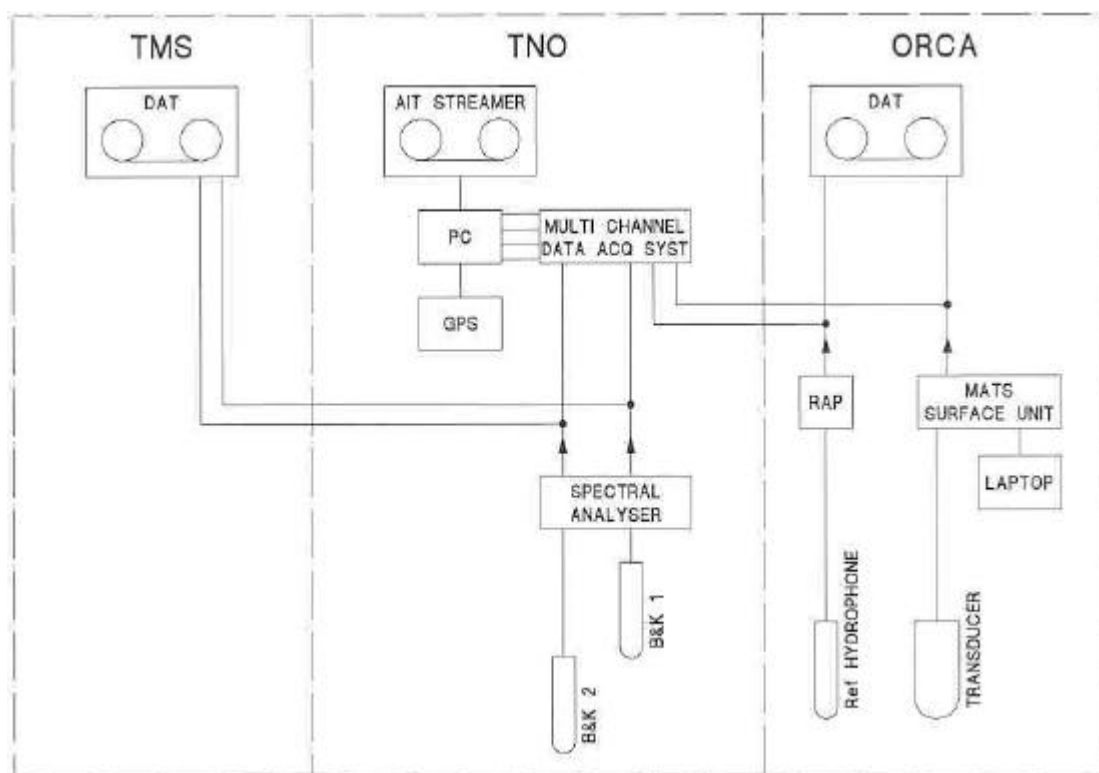 TMS
TNO
ORCA
DAT
AIT STREAMER
DAT
PC
MULTI CHANNEL
DATA ACQ SYST
GPS
RAP
MATS
SURFACE UNIT
LAPTOP
SPECTRAL
ANALYSER
B&K 1
B&K 2
Ref HYDROPHONE
TRANSDUCER